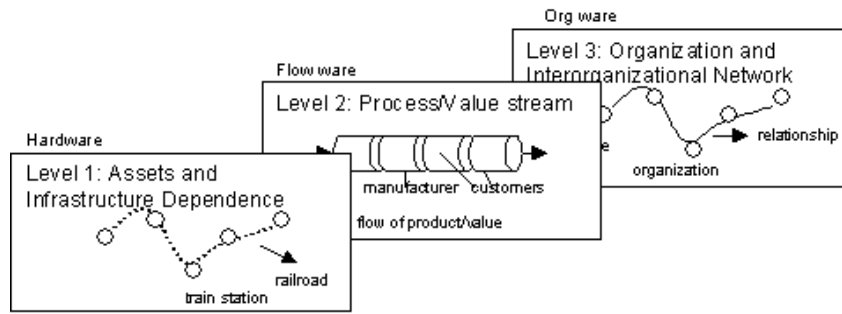 Org ware
Level 3: Organization and
Interorganizational Network
relationship
organization
Flow ware
Level 2: Process/Value stream
manufacturer
customers
flow of product/value
Hardware
Level 1: Assets and
Infrastructure Dependence
railroad
train station